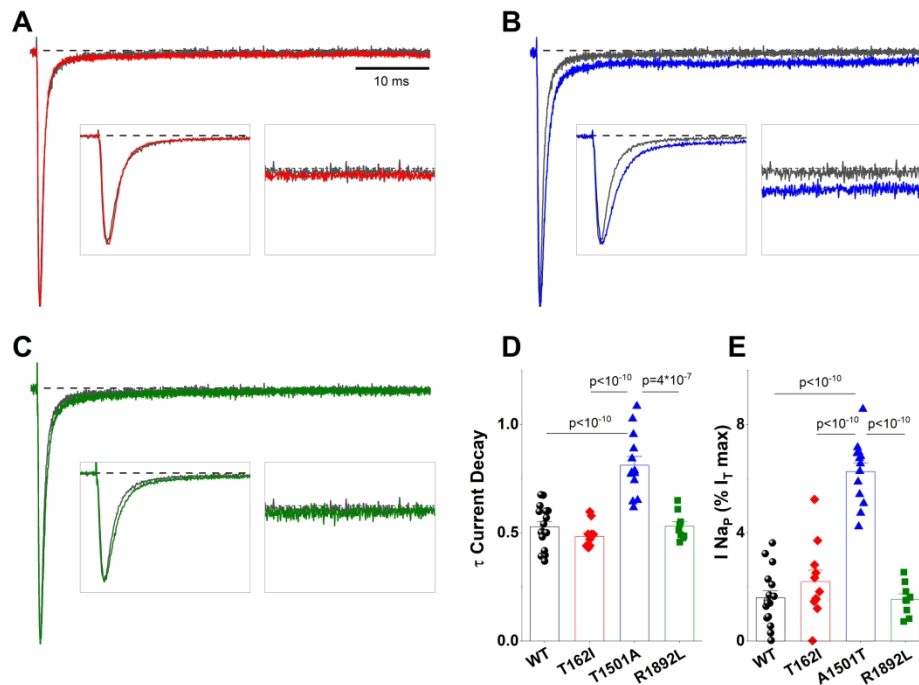 A
B
10 ms
C
D
E
p<10⁻¹⁰ p=4*10⁻⁷
p<10⁻¹⁰
p<10⁻¹⁰
p<10⁻¹⁰ p<10⁻¹⁰
τ Current Decay
1.0
0.5
0.0
WT
T162I
T1501A
R1892L
I Naₚ (% I_T max)
8
4
0
WT
T162I
A1501T
R1892L